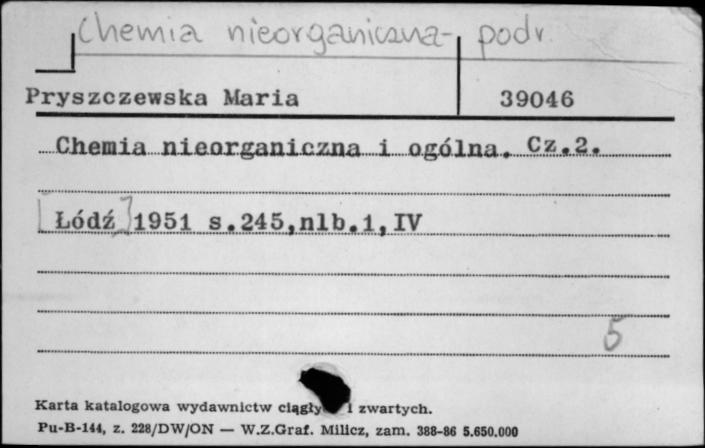 Chemia nieorganiczna - podr.
Pryszczewska Maria 39046
Chemia nieorganiczna i ogólna. Cz.2.
[Łódź] 1951 s.245,nlb.1,IV
5
Karta katalogowa wydawnictw i zwartych.
Pu-B-144, z. 228/DW/ON — W.Z.Graf. Milicz, zam. 388-86 5.650.000